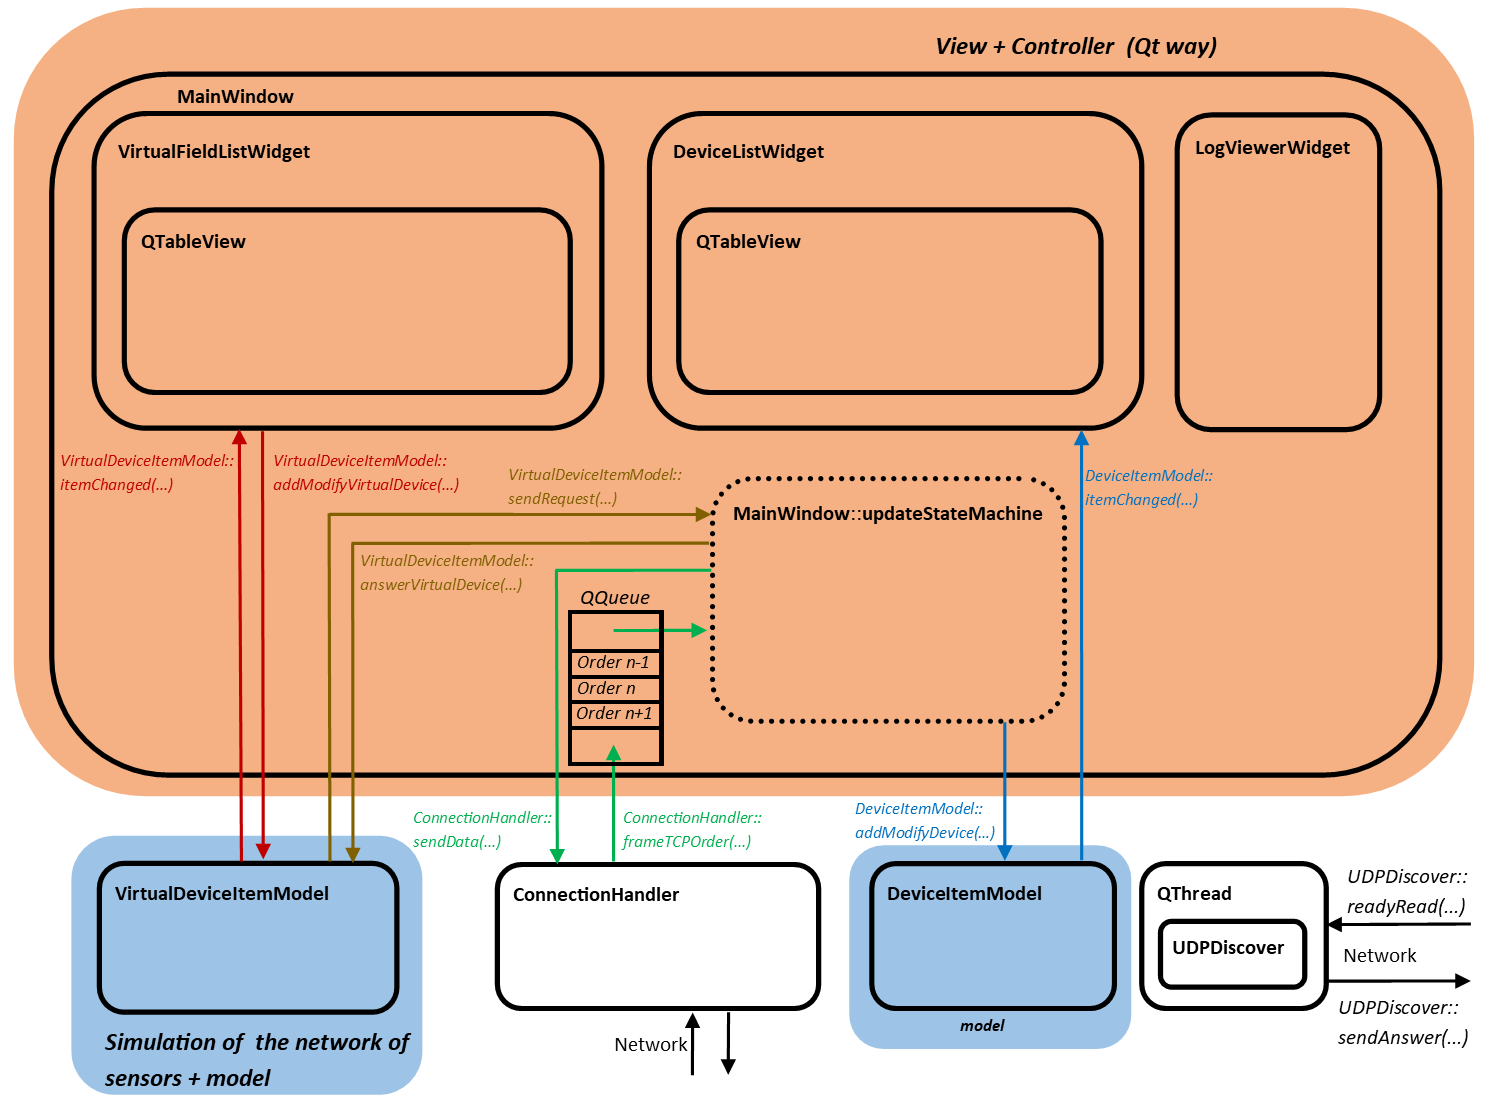 View + Controller  (Qt way)
MainWindow
VirtualFieldListWidget
DeviceListWidget
LogViewerWidget
QTableView
QTableView
VirtualDeviceItemModel::
itemChanged(...)
VirtualDeviceItemModel::
addModifyVirtualDevice(...)
VirtualDeviceItemModel::
sendRequest(...)
DeviceItemModel::
itemChanged(...)
MainWindow::updateStateMachine
VirtualDeviceItemModel::
answerVirtualDevice(...)
QQueue
Order n-1
Order n
Order n+1
ConnectionHandler::
sendData(...)
ConnectionHandler::
frameTCPOrder(...)
DeviceItemModel::
addModifyDevice(...)
VirtualDeviceItemModel
Simulation of  the network of
sensors + model
ConnectionHandler
Network
DeviceItemModel
model
QThread
UDPDiscover
UDPDiscover::
readyRead(...)
Network
UDPDiscover::
sendAnswer(...)